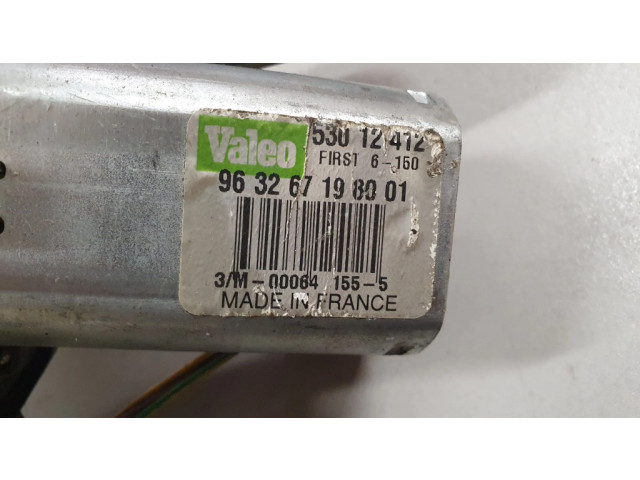 Valeo
530 12 412
FIRST 6-150
96 32 67 19 80 01
3/M-00064 155-5
MADE IN FRANCE